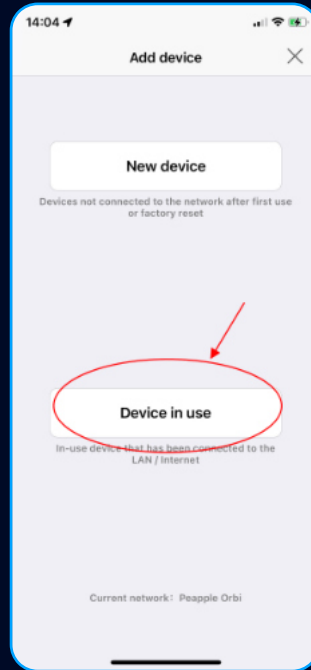 14:04
Add device
New device
Devices not connected to the network after first use
or factory reset
Device in use
In-use device that has been connected to the
LAN / Internet
Current network: Peapple Orbi